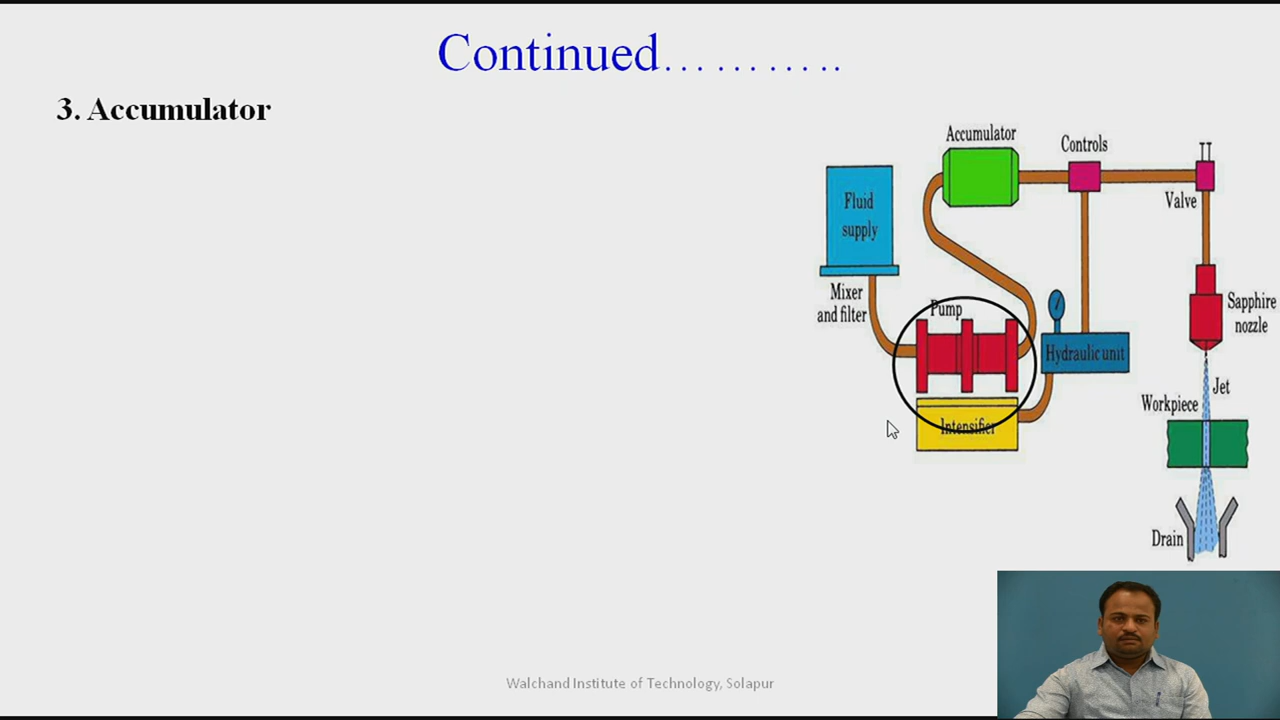 Continued………..
3. Accumulator
Accumulator
Controls
Fluid
supply
Valve
Mixer
and filter
Pump
Sapphire
nozzle
Hydraulic unit
Jet
Workpiece
Intensifier
Drain
Walchand Institute of Technology, Solapur